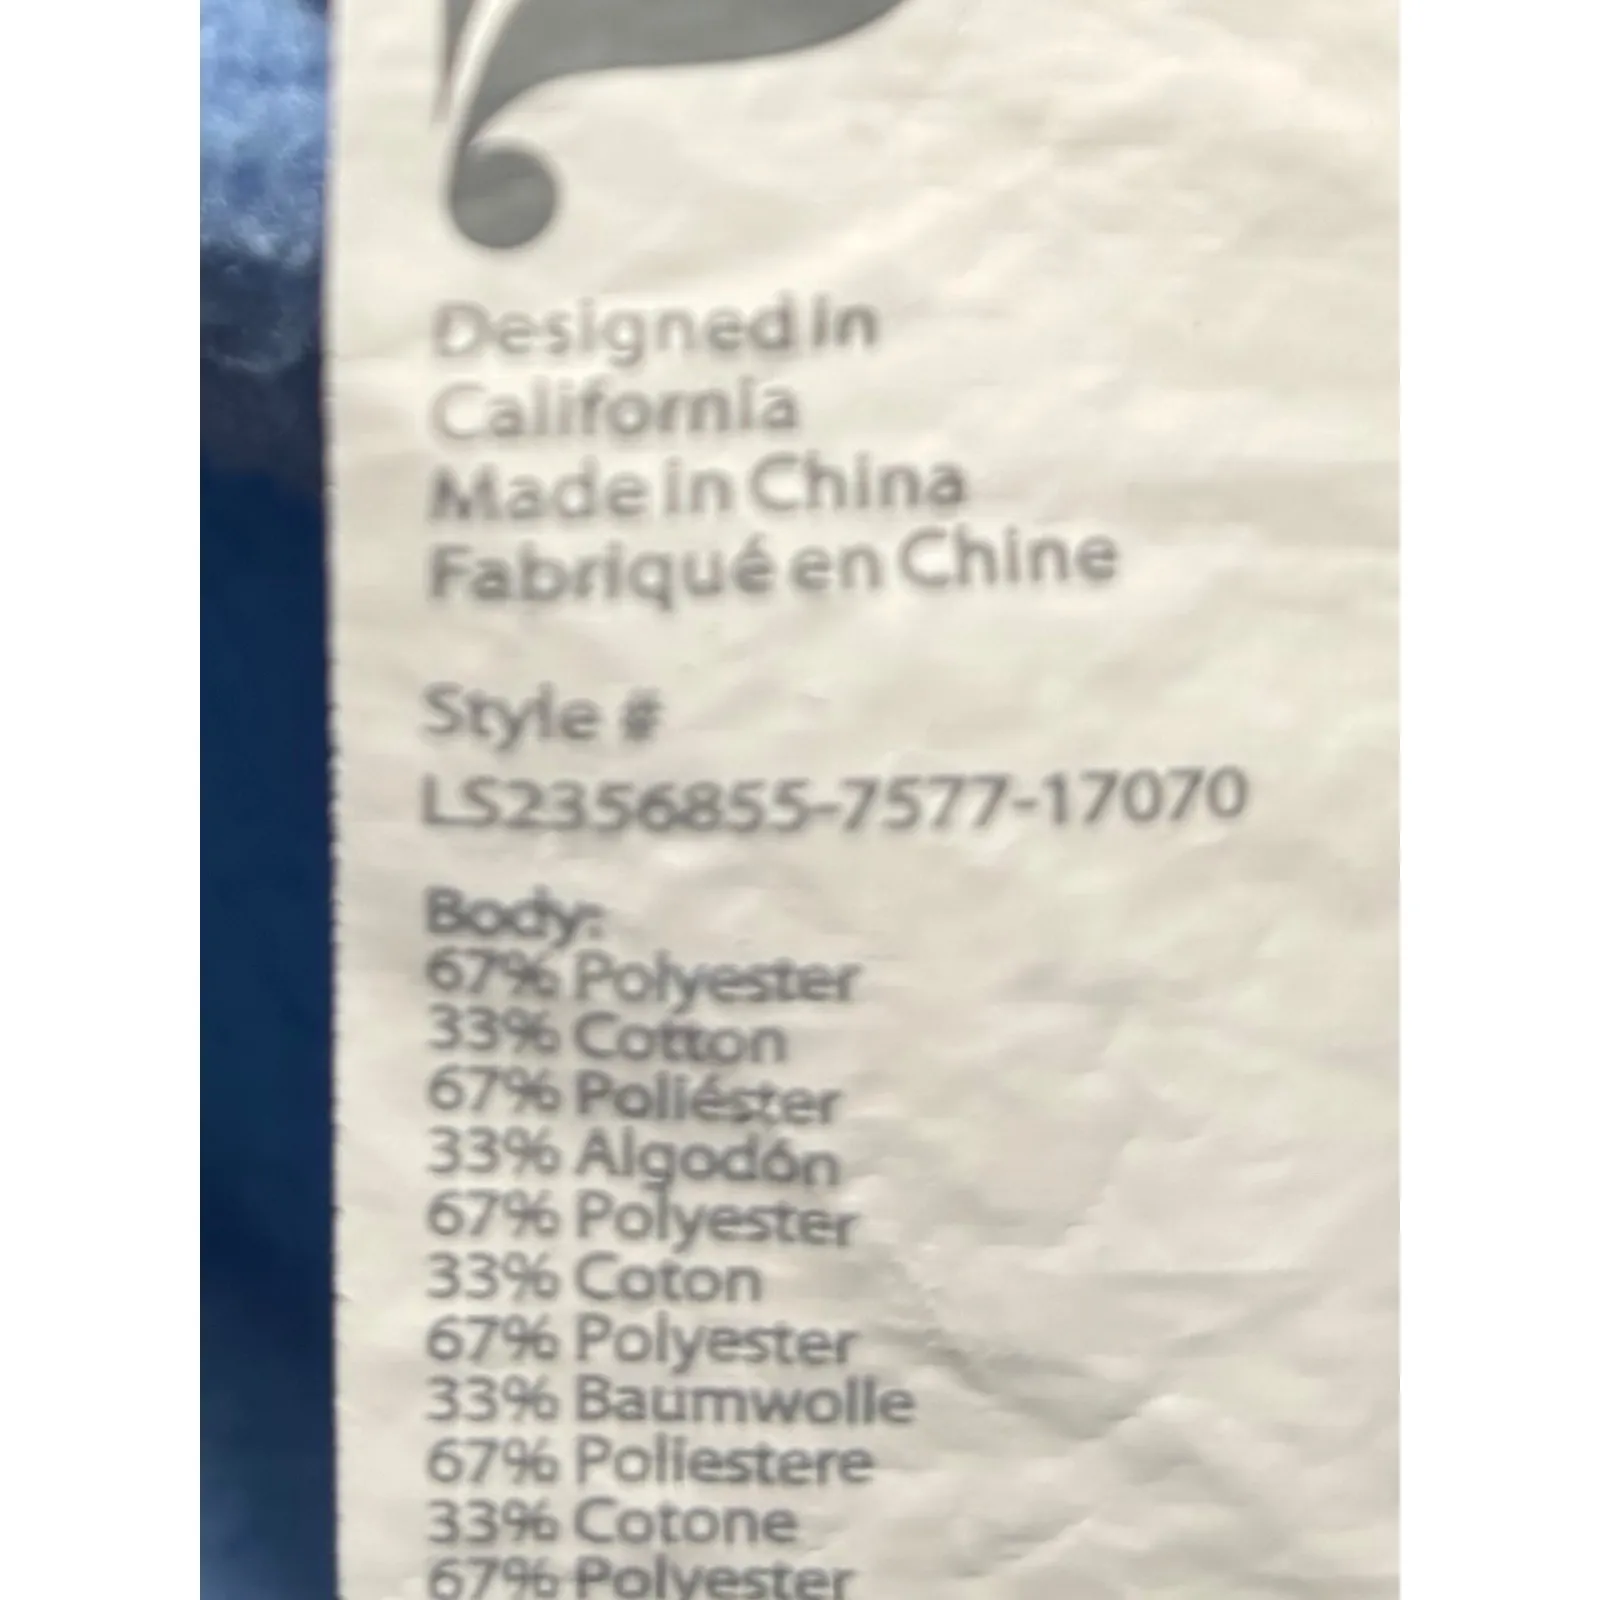 Designed in
California
Made in China
Fabriqué en Chine
Style #
LS2356855-7577-17070
Body:
67% Polyester
33% Cotton
67% Poliéster
33% Algodón
67% Polyester
33% Coton
67% Polyester
33% Baumwolle
67% Poliestere
33% Cotone
67% Polyester